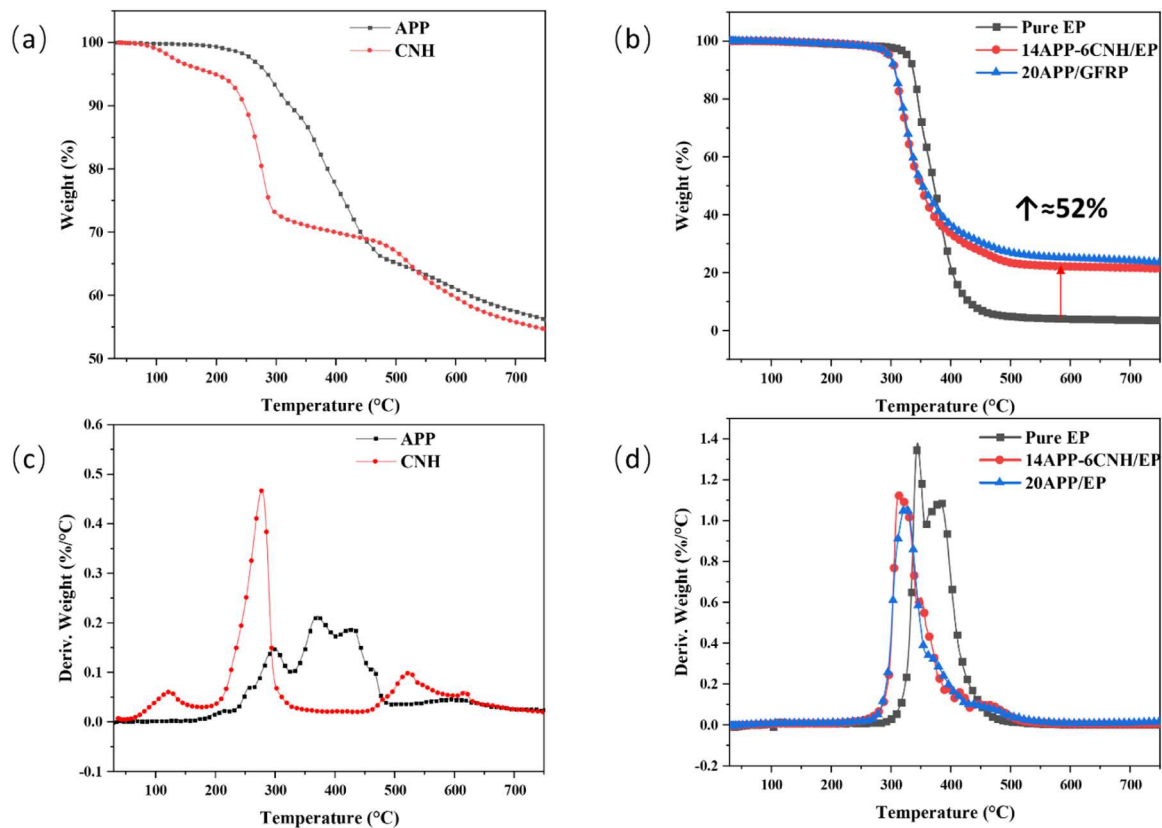 (a)
APP
CNH
100
90
80
70
60
50
Weight (%)
100
200
300
400
500
600
700
Temperature (°C)
(b)
Pure EP
14APP-6CNH/EP
20APP/GFRP
↑≈52%
100
80
60
40
20
0
Weight (%)
100
200
300
400
500
600
700
Temperature (°C)
(c)
APP
CNH
0.6
0.5
0.4
0.3
0.2
0.1
0.0
-0.1
Deriv. Weight (%/°C)
100
200
300
400
500
600
700
Temperature (°C)
(d)
Pure EP
14APP-6CNH/EP
20APP/EP
1.4
1.2
1.0
0.8
0.6
0.4
0.2
0.0
-0.2
Deriv. Weight (%/°C)
100
200
300
400
500
600
700
Temperature (°C)